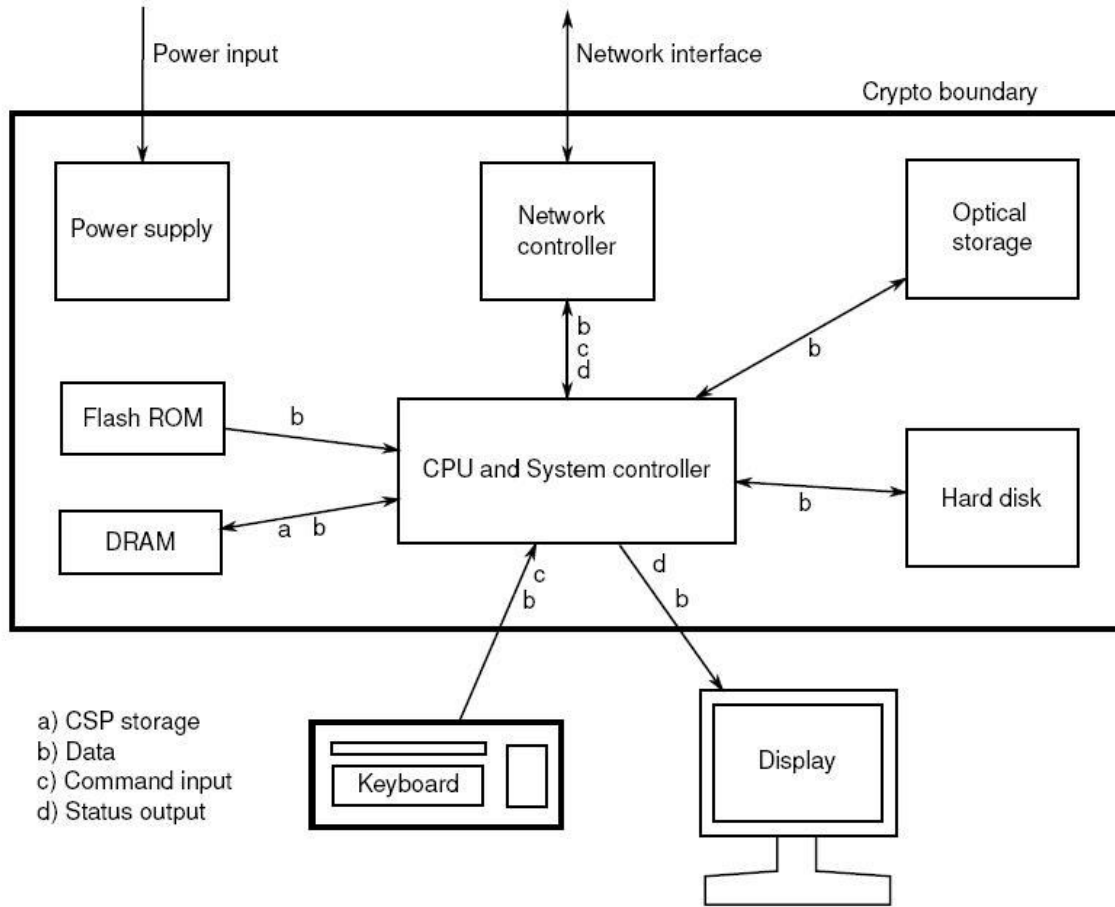 Power input
Network interface
Crypto boundary
Power supply
Network
controller
Optical
storage
b
c
d
b
Flash ROM
b
CPU and System controller
b
Hard disk
DRAM
a b
c
b
d
b
a) CSP storage
b) Data
c) Command input
d) Status output
Keyboard
Display